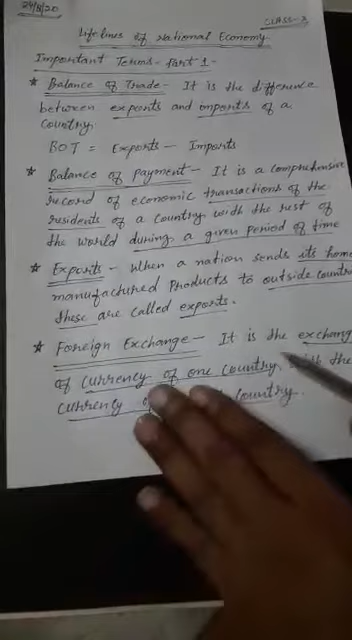 24/8/20
CLASS-3
Lifelines of National Economy
Important Terms - Part 1 -
* Balance of Trade - It is the difference
between exports and imports of a
Country.
BOT = Exports - Imports
* Balance of Payment - It is a comprehensive
record of economic transactions of the
residents of a Country with the rest of
the world during a given period of time
* Exports - When a nation sends its home
manufactured Products to outside
these are called exports.
* Foreign Exchange - It is the
of currency of one Country, with the
currency Country.